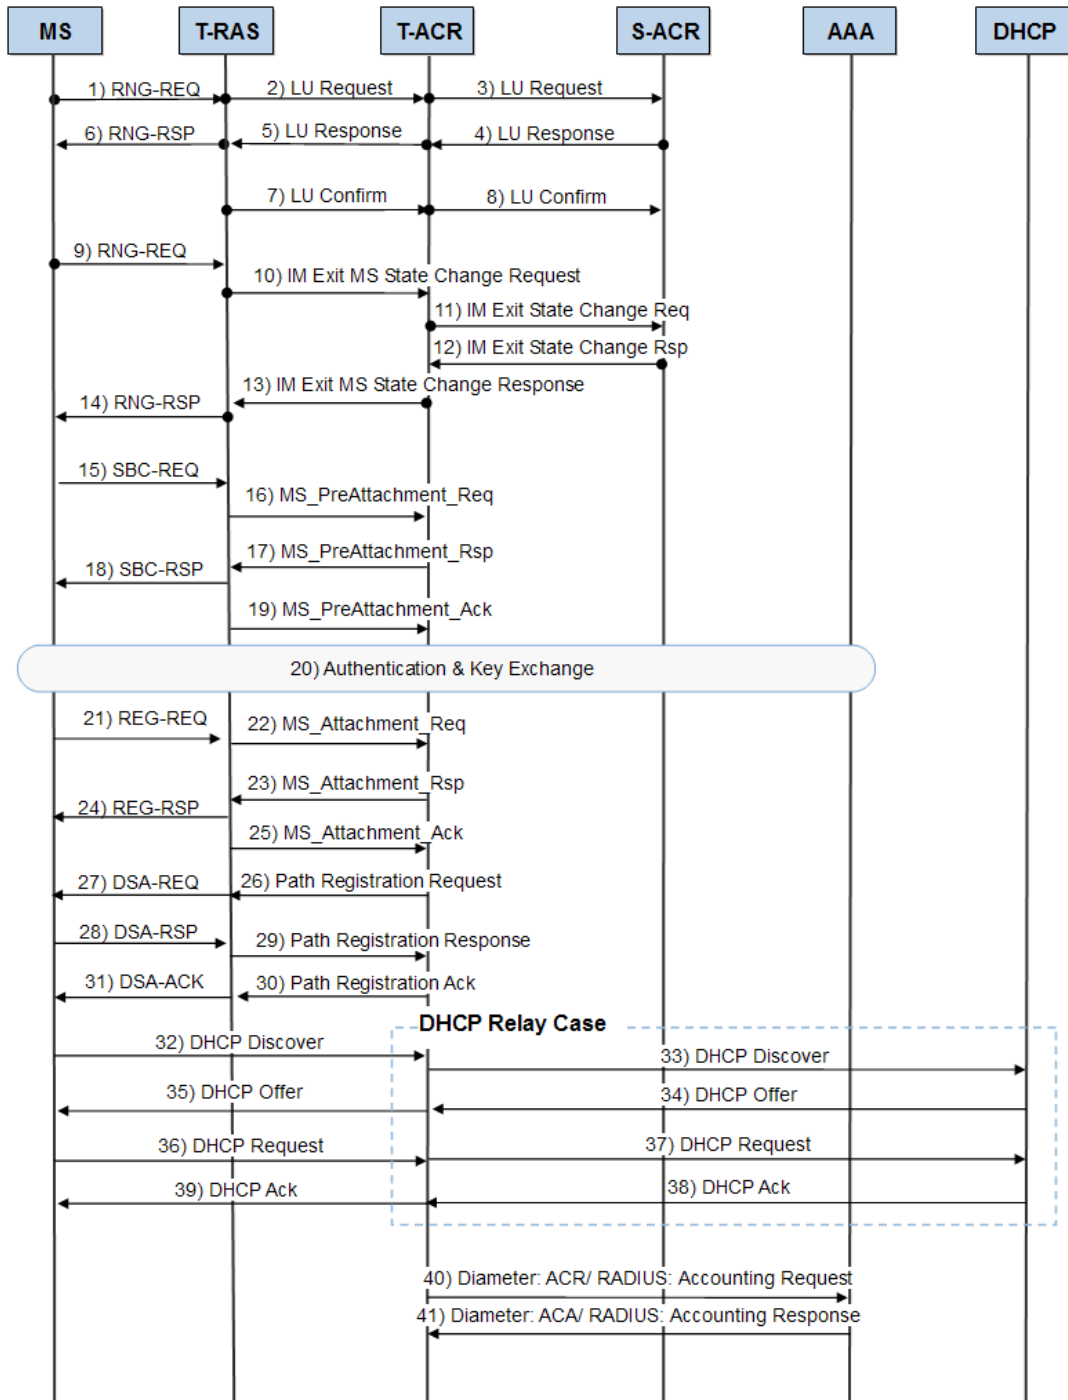 MS
T-RAS
T-ACR
S-ACR
AAA
DHCP
1) RNG-REQ
2) LU Request
3) LU Request
6) RNG-RSP
5) LU Response
4) LU Response
7) LU Confirm
8) LU Confirm
9) RNG-REQ
10) IM Exit MS State Change Request
11) IM Exit State Change Req
12) IM Exit State Change Rsp
13) IM Exit MS State Change Response
14) RNG-RSP
15) SBC-REQ
16) MS_PreAttachment_Req
17) MS_PreAttachment_Rsp
18) SBC-RSP
19) MS_PreAttachment_Ack
20) Authentication & Key Exchange
21) REG-REQ
22) MS_Attachment_Req
23) MS_Attachment_Rsp
24) REG-RSP
25) MS_Attachment_Ack
27) DSA-REQ
26) Path Registration Request
28) DSA-RSP
29) Path Registration Response
31) DSA-ACK
30) Path Registration Ack
DHCP Relay Case
32) DHCP Discover
33) DHCP Discover
35) DHCP Offer
34) DHCP Offer
36) DHCP Request
37) DHCP Request
39) DHCP Ack
38) DHCP Ack
40) Diameter: ACR/ RADIUS: Accounting Request
41) Diameter: ACA/ RADIUS: Accounting Response